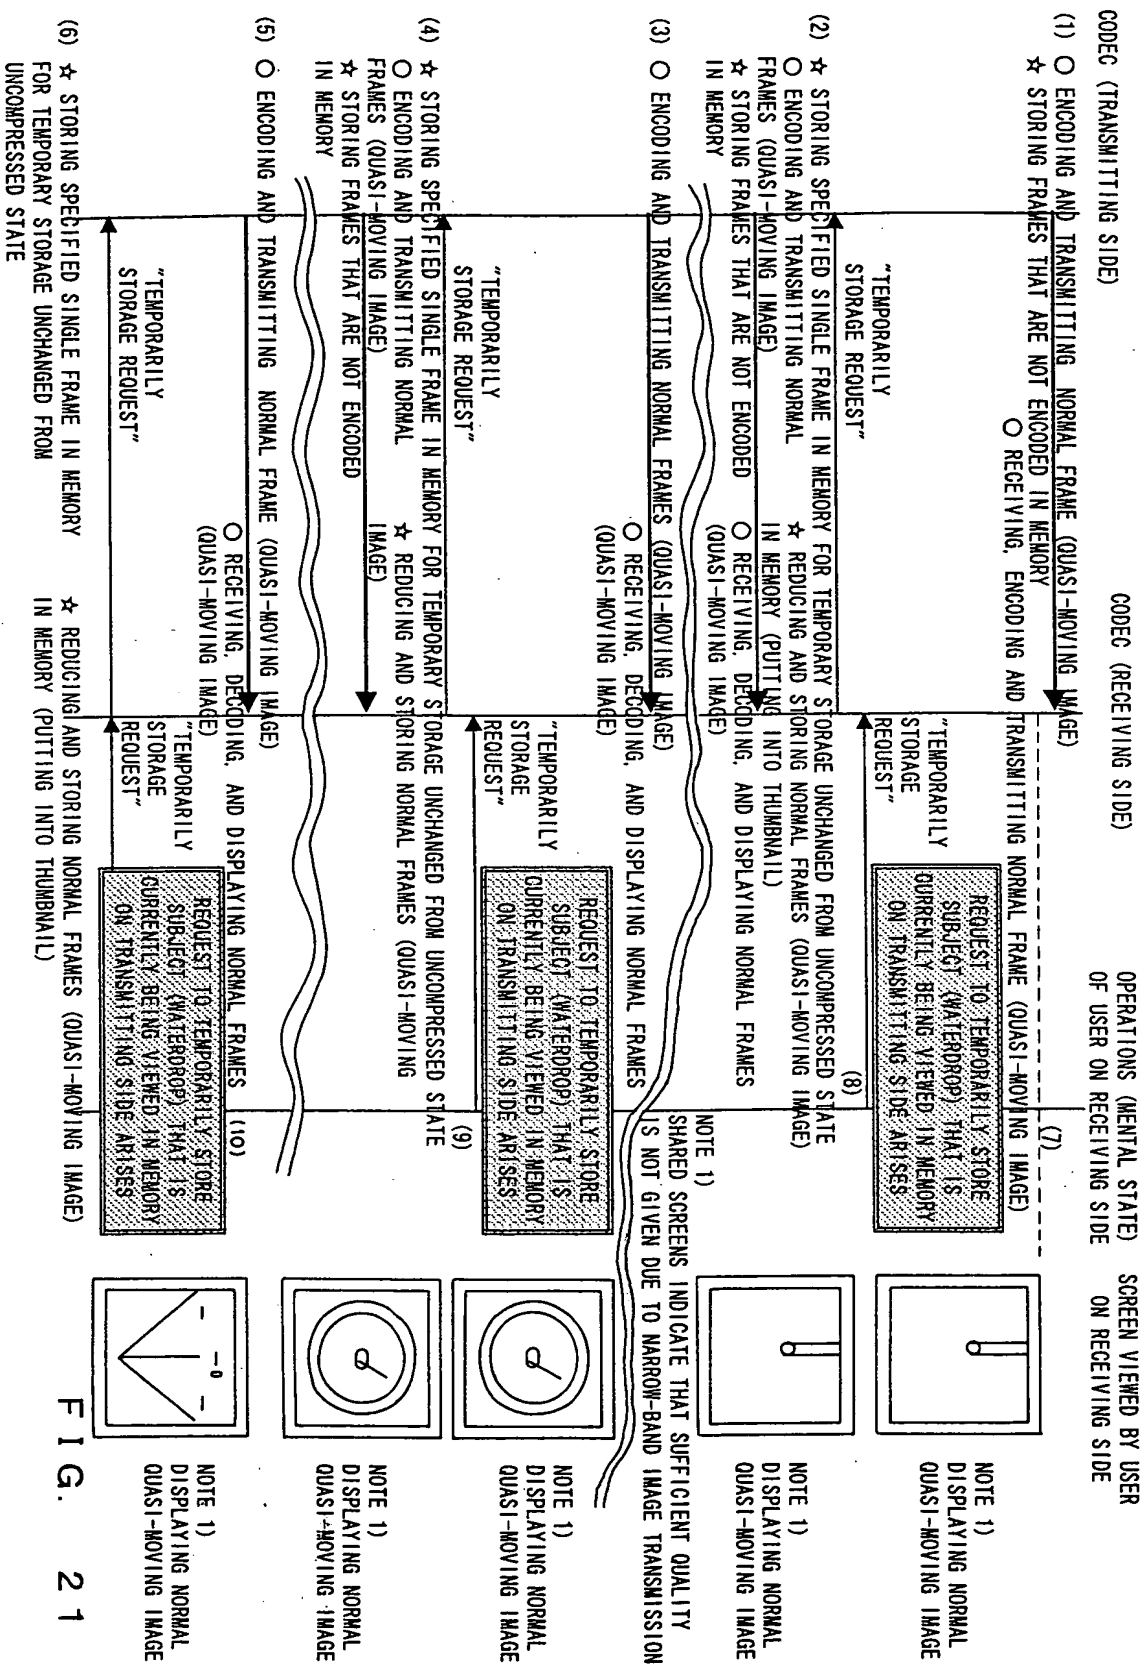 CODEC (TRANSMITTING SIDE)
CODEC (RECEIVING SIDE)
OPERATIONS (MENTAL STATE)
OF USER ON RECEIVING SIDE
SCREEN VIEWED BY USER
ON RECEIVING SIDE
(1) ○ ENCODING AND TRANSMITTING NORMAL FRAME (QUASI-MOVING IMAGE)
☆ STORING FRAMES THAT ARE NOT ENCODED IN MEMORY
○ RECEIVING, ENCODING AND TRANSMITTING NORMAL FRAME (QUASI-MOVING IMAGE)
(7)
REQUEST TO TEMPORARILY STORE
SUBJECT (WATERDROP) THAT IS
CURRENTLY BEING VIEWED IN MEMORY
ON TRANSMITTING SIDE ARISES
NOTE 1)
DISPLAYING NORMAL
QUASI-MOVING IMAGE
"TEMPORARILY
STORAGE
REQUEST"
"TEMPORARILY
STORAGE REQUEST"
(8)
(2) ☆ STORING SPECIFIED SINGLE FRAME IN MEMORY FOR TEMPORARY STORAGE UNCHANGED FROM UNCOMPRESSED STATE
○ ENCODING AND TRANSMITTING NORMAL
FRAMES (QUASI-MOVING IMAGE)
☆ REDUCING AND STORING NORMAL FRAMES (QUASI-MOVING IMAGE)
IN MEMORY (PUTTING INTO THUMBNAIL)
☆ STORING FRAMES THAT ARE NOT ENCODED
IN MEMORY
○ RECEIVING, DECODING, AND DISPLAYING NORMAL FRAMES
(QUASI-MOVING IMAGE)
NOTE 1)
DISPLAYING NORMAL
QUASI-MOVING IMAGE
NOTE 1)
SHARED SCREENS INDICATE THAT SUFFICIENT QUALITY
IS NOT GIVEN DUE TO NARROW-BAND IMAGE TRANSMISSION
(3) ○ ENCODING AND TRANSMITTING NORMAL FRAMES (QUASI-MOVING IMAGE)
○ RECEIVING, DECODING, AND DISPLAYING NORMAL FRAMES
(QUASI-MOVING IMAGE)
REQUEST TO TEMPORARILY STORE
SUBJECT (WATERDROP) THAT IS
CURRENTLY BEING VIEWED IN MEMORY
ON TRANSMITTING SIDE ARISES
NOTE 1)
DISPLAYING NORMAL
QUASI-MOVING IMAGE
"TEMPORARILY
STORAGE
REQUEST"
"TEMPORARILY
STORAGE REQUEST"
(9)
(4) ☆ STORING SPECIFIED SINGLE FRAME IN MEMORY FOR TEMPORARY STORAGE UNCHANGED FROM UNCOMPRESSED STATE
○ ENCODING AND TRANSMITTING NORMAL
FRAMES (QUASI-MOVING IMAGE)
☆ REDUCING AND STORING NORMAL FRAMES (QUASI-MOVING
IMAGE)
☆ STORING FRAMES THAT ARE NOT ENCODED
IN MEMORY
NOTE 1)
DISPLAYING NORMAL
QUASI-MOVING IMAGE
(5) ○ ENCODING AND TRANSMITTING NORMAL FRAME (QUASI-MOVING IMAGE)
○ RECEIVING, DECODING, AND DISPLAYING NORMAL FRAMES
(QUASI-MOVING IMAGE)
(10)
REQUEST TO TEMPORARILY STORE
SUBJECT (WATERDROP) THAT IS
CURRENTLY BEING VIEWED IN MEMORY
ON TRANSMITTING SIDE ARISES
0
NOTE 1)
DISPLAYING NORMAL
QUASI-MOVING IMAGE
"TEMPORARILY
STORAGE
REQUEST"
"TEMPORARILY
STORAGE REQUEST"
(6) ☆ STORING SPECIFIED SINGLE FRAME IN MEMORY
FOR TEMPORARY STORAGE UNCHANGED FROM
UNCOMPRESSED STATE
☆ REDUCING AND STORING NORMAL FRAMES (QUASI-MOVING IMAGE)
IN MEMORY (PUTTING INTO THUMBNAIL)
FIG. 21